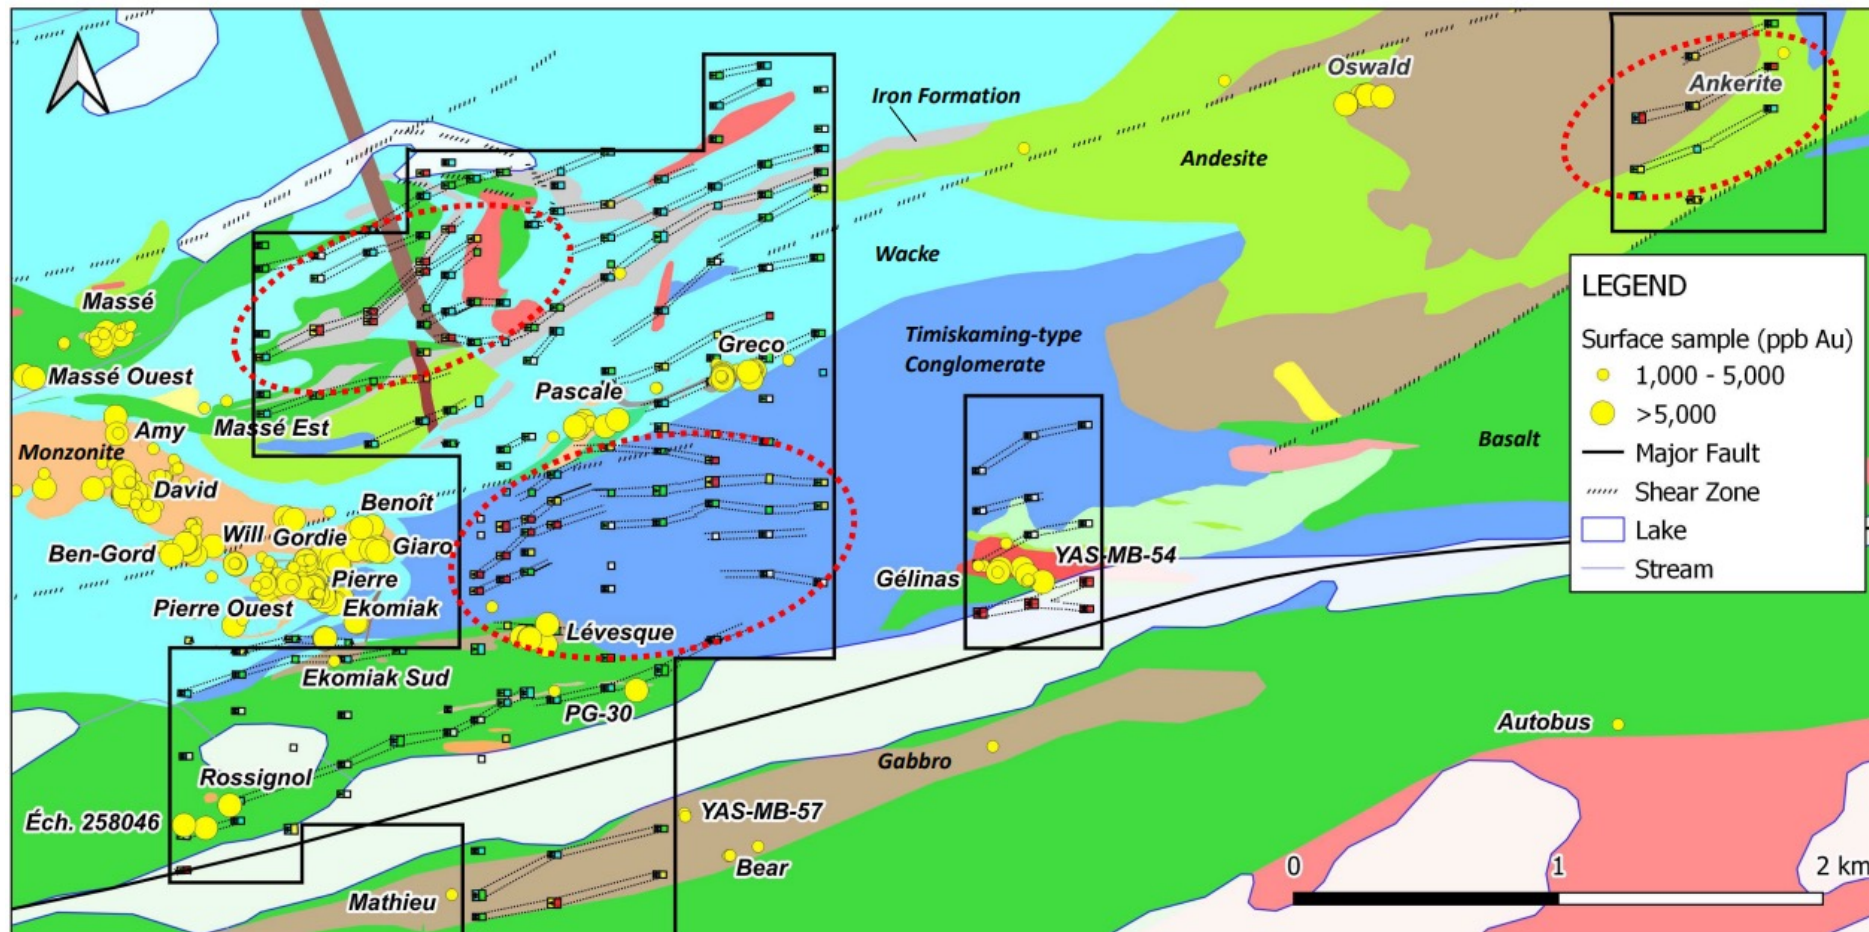 Iron Formation
Oswald
Ankerite
Andesite
Wacke
LEGEND
Surface sample (ppb Au)
1,000 - 5,000
>5,000
Major Fault
Shear Zone
Lake
Stream
Massé
Massé Ouest
Greco
Timiskaming-type
Conglomerate
Pascale
Amy
Massé Est
Monzonite
Basalt
David
Benoît
Will
Gordie
Ben-Gord
Giaro
YAS-MB-54
Gélinas
Pierre
Pierre Ouest
Ekomiak
Lévesque
Ekomiak Sud
PG-30
Autobus
Gabbro
Rossignol
Éch. 258046
YAS-MB-57
Bear
Mathieu
0 1 2 km